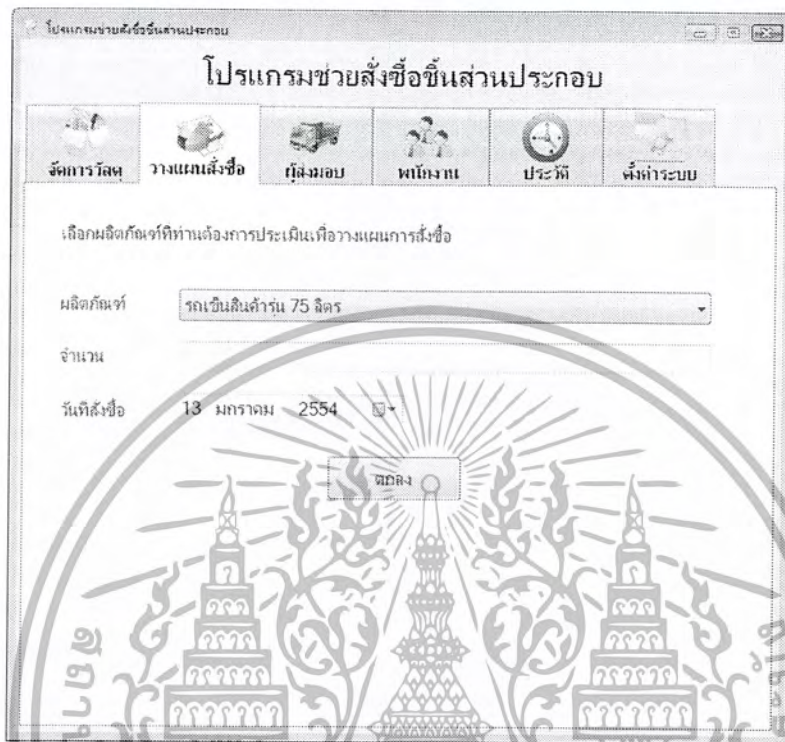 โปรแกรมช่วยสั่งซื้อชิ้นส่วนประกอบ
โปรแกรมช่วยสั่งซื้อชิ้นส่วนประกอบ
จัดการวัสดุ วางแผนสั่งซื้อ ผู้ส่งมอบ พนักงาน ประวัติ ตั้งค่าระบบ
เลือกผลิตภัณฑ์ที่ท่านต้องการประเมินเพื่อวางแผนการสั่งซื้อ
ผลิตภัณฑ์ รถเข็นสินค้ารุ่น 75 ลิตร
จำนวน
วันที่สั่งซื้อ 13 มกราคม 2554
ตกลง